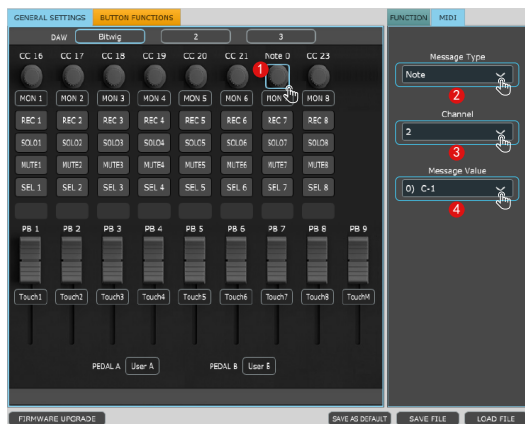 GENERAL SETTINGS BUTTON FUNCTIONS FUNCTION MIDI
DAW Bitwig 2 3
CC 16 CC 17 CC 18 CC 19 CC 20 CC 21 Note 0 CC 23
1
MON 1 MON 2 MON 3 MON 4 MON 5 MON 6 MON MON 8
REC 1 REC 2 REC 3 REC 4 REC 5 REC 6 REC 7 REC 8
SOLO1 SOLO2 SOLO3 SOLO4 SOLO5 SOLO6 SOLO7 SOLO8
MUTE1 MUTE2 MUTE3 MUTE4 MUTE5 MUTE6 MUTE7 MUTE8
SEL 1 SEL 2 SEL 3 SEL 4 SEL 5 SEL 6 SEL 7 SEL 8
PB 1 PB 2 PB 3 PB 4 PB 5 PB 6 PB 7 PB 8 PB 9
Touch1 Touch2 Touch3 Touch4 Touch5 Touch6 Touch7 Touch8 TouchM
PEDAL A User A PEDAL B User B
Message Type
Note
2
Channel
2
3
Message Value
0) C-1
4
FIRMWARE UPGRADE SAVE AS DEFAULT SAVE FILE LOAD FILE